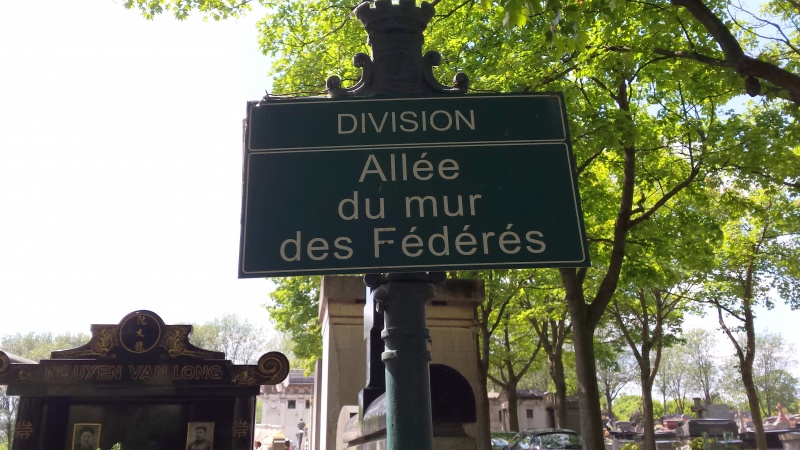 DIVISION
Allée
du mur
des Fédérés
NGUYEN VAN LONG